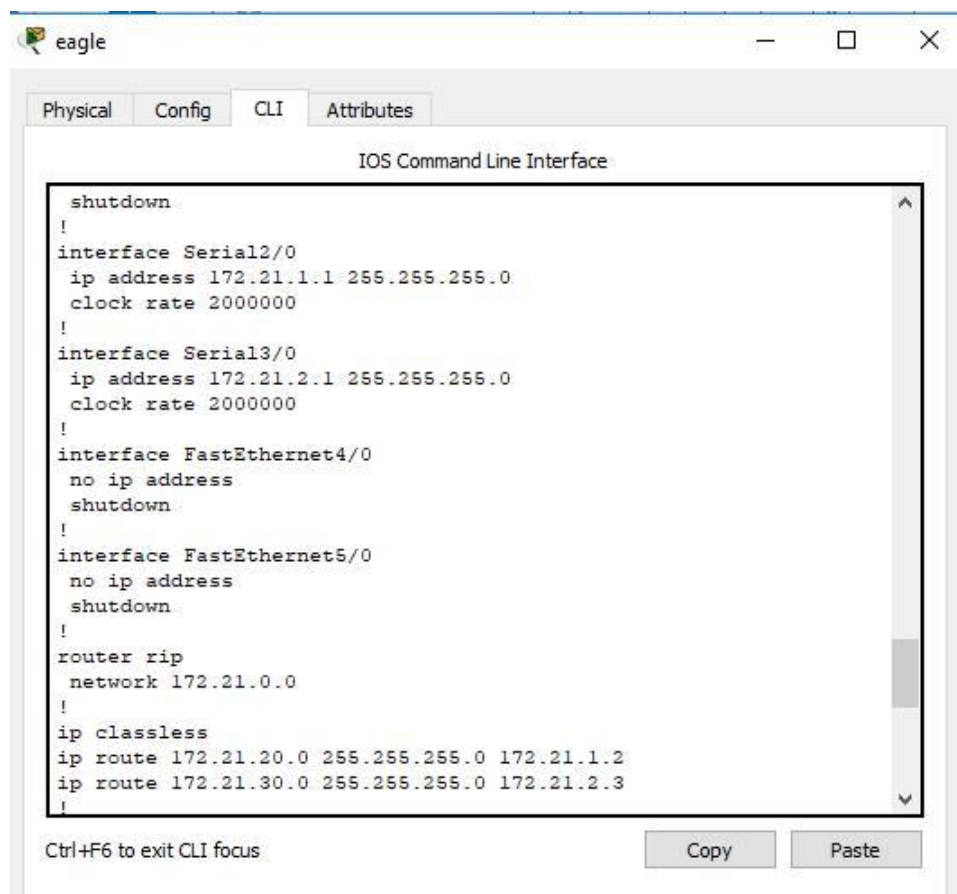 eagle
Physical Config CLI Attributes
IOS Command Line Interface
shutdown
!
interface Serial2/0
ip address 172.21.1.1 255.255.255.0
clock rate 2000000
!
interface Serial3/0
ip address 172.21.2.1 255.255.255.0
clock rate 2000000
!
interface FastEthernet4/0
no ip address
shutdown
!
interface FastEthernet5/0
no ip address
shutdown
!
router rip
network 172.21.0.0
!
ip classless
ip route 172.21.20.0 255.255.255.0 172.21.1.2
ip route 172.21.30.0 255.255.255.0 172.21.2.3
!
Ctrl+F6 to exit CLI focus Copy Paste